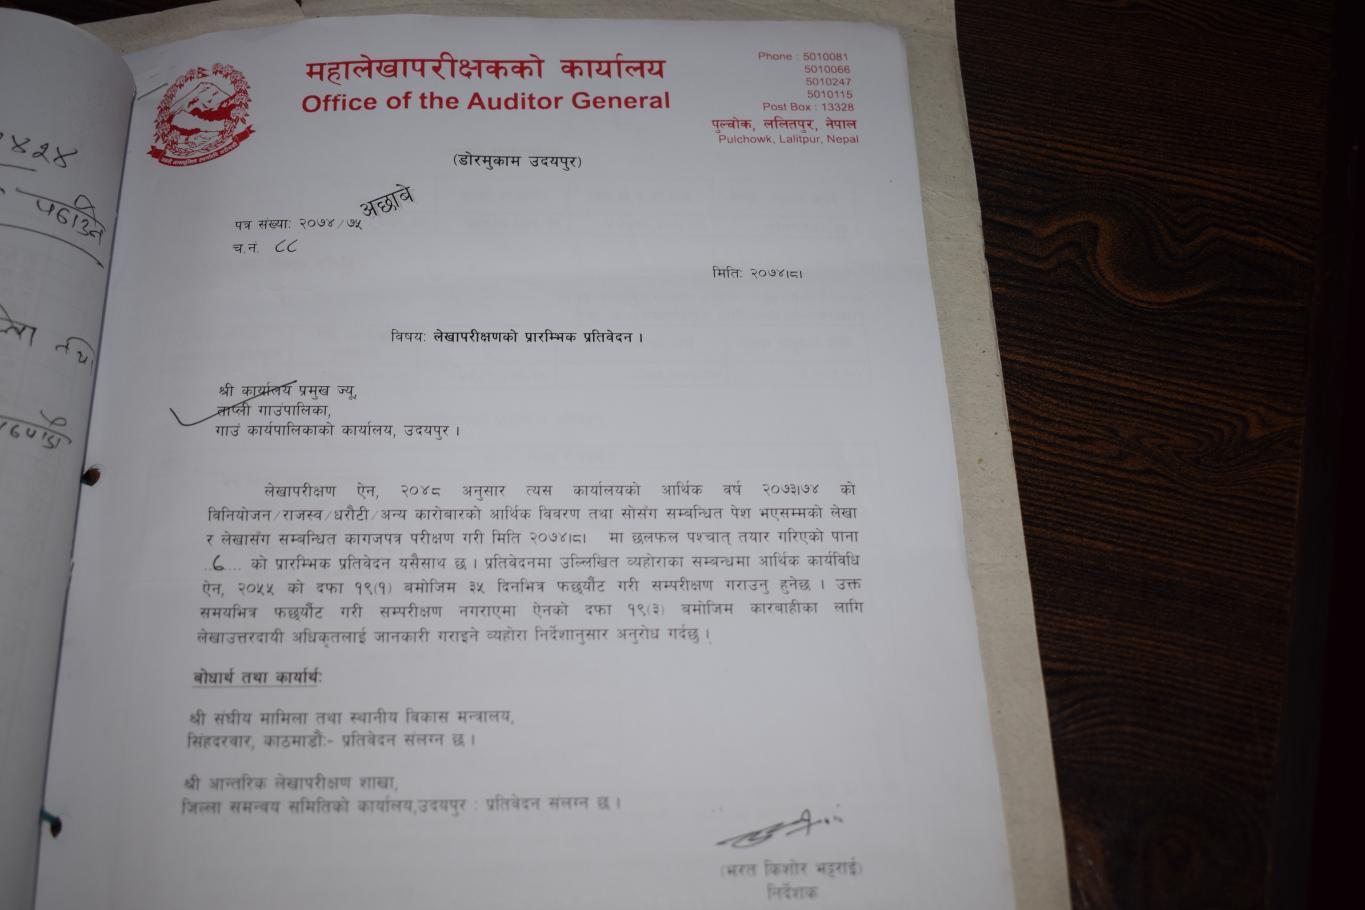 महालेखापरीक्षकको कार्यालय
Office of the Auditor General
Phone : 5010081
5010066
5010247
5010115
Post Box : 13328
पुल्चोक, ललितपुर, नेपाल
Pulchowk, Lalitpur, Nepal
(डोरमुकाम उदयपुर)
पत्र संख्या: २०७४/७५
च.नं. ८८
मिति: २०७४।८।
विषय: लेखापरीक्षणको प्रारम्भिक प्रतिवेदन ।
श्री कार्यालय प्रमुख ज्यू,
ताप्ली गाउंपालिका,
गाउं कार्यपालिकाको कार्यालय, उदयपुर ।
लेखापरीक्षण ऐन, २०४८ अनुसार त्यस कार्यालयको आर्थिक वर्ष २०७३।७४ को
विनियोजन/राजस्व/धरौटी/अन्य कारोबारको आर्थिक विवरण तथा सोसँग सम्बन्धित पेश भएसम्मको लेखा
र लेखासँग सम्बन्धित कागजपत्र परीक्षण गरी मिति २०७४।८। मा छलफल पश्चात् तयार गरिएको पाना
..6.... को प्रारम्भिक प्रतिवेदन यसैसाथ छ । प्रतिवेदनमा उल्लिखित व्यहोराका सम्बन्धमा आर्थिक कार्यविधि
ऐन, २०५५ को दफा १९(१) बमोजिम ३५ दिनभित्र फछ्र्यौट गरी सम्परीक्षण गराउनु हुनेछ । उक्त
समयभित्र फछ्र्यौट गरी सम्परीक्षण नगराएमा ऐनको दफा १९(३) बमोजिम कारबाहीका लागि
लेखाउत्तरदायी अधिकृतलाई जानकारी गराइने व्यहोरा निर्देशानुसार अनुरोध गर्दछु ।
बोधार्थ तथा कार्यार्थ:
श्री संघीय मामिला तथा स्थानीय विकास मन्त्रालय,
सिंहदरवार, काठमाडौं:- प्रतिवेदन संलग्न छ ।
श्री आन्तरिक लेखापरीक्षण शाखा,
जिल्ला समन्वय समितिको कार्यालय,उदयपुर : प्रतिवेदन संलग्न छ ।
(भरत किशोर भट्टराई)
निर्देशक